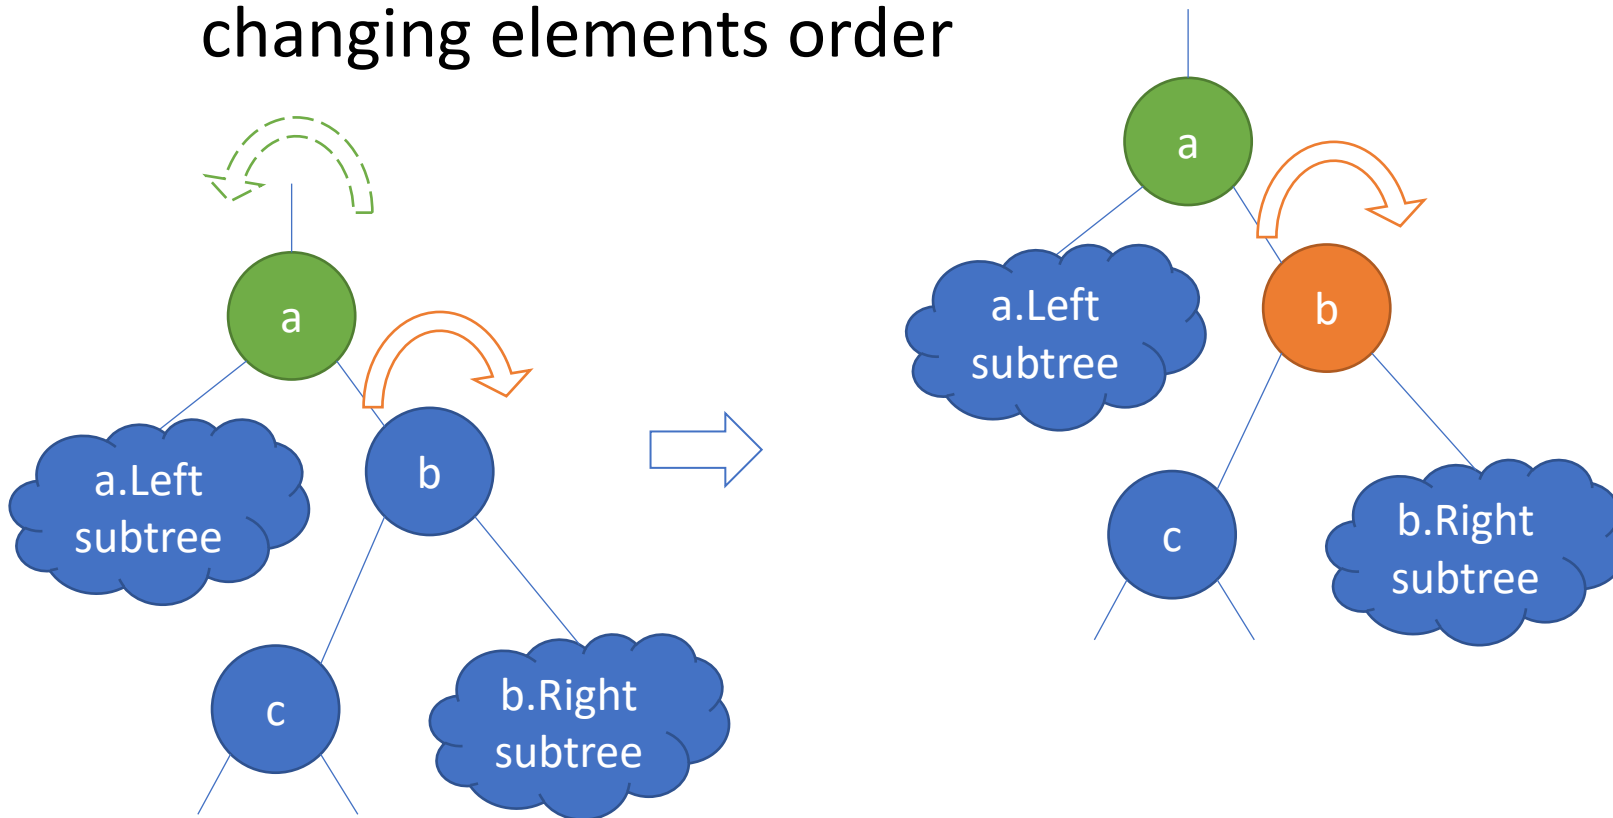 changing elements order
a
a.Left
subtree
b
c
b.Right
subtree
a
a.Left
subtree
b
c
b.Right
subtree